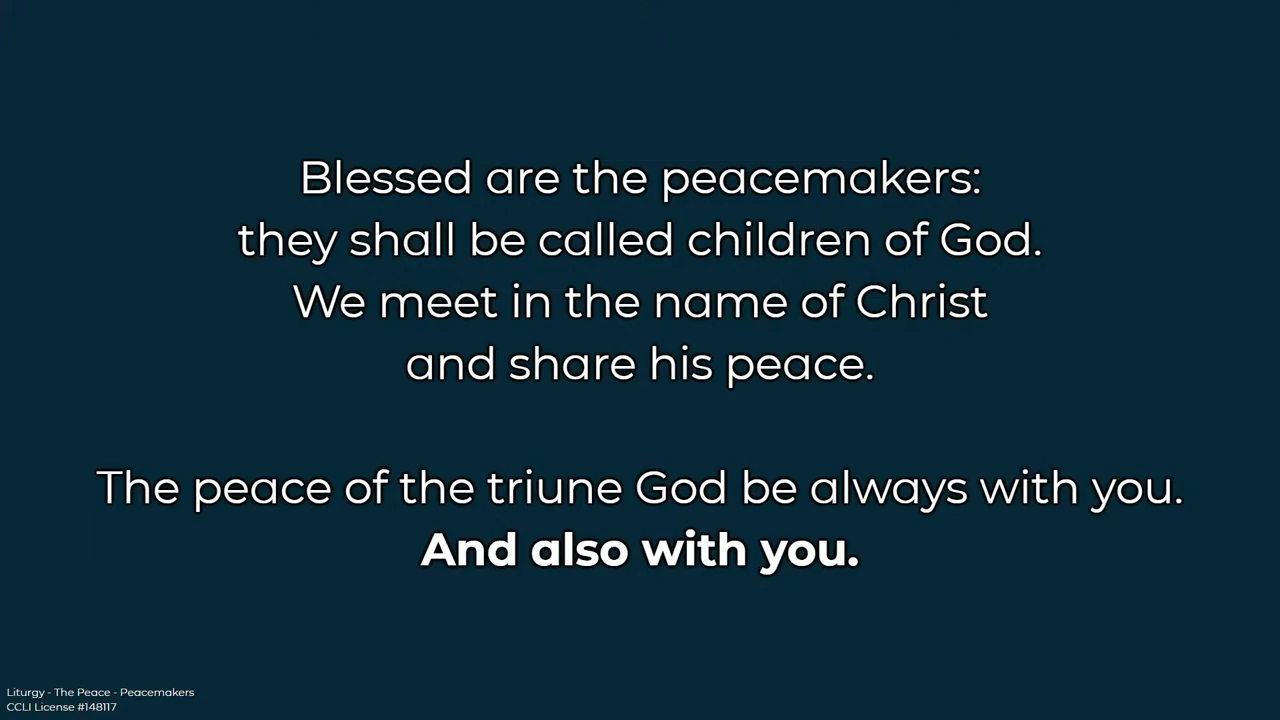 Blessed are the peacemakers:
they shall be called children of God.
We meet in the name of Christ
and share his peace.
The peace of the triune God be always with you.
And also with you.
Liturgy - The Peace - Peacemakers
CCLI License #148117